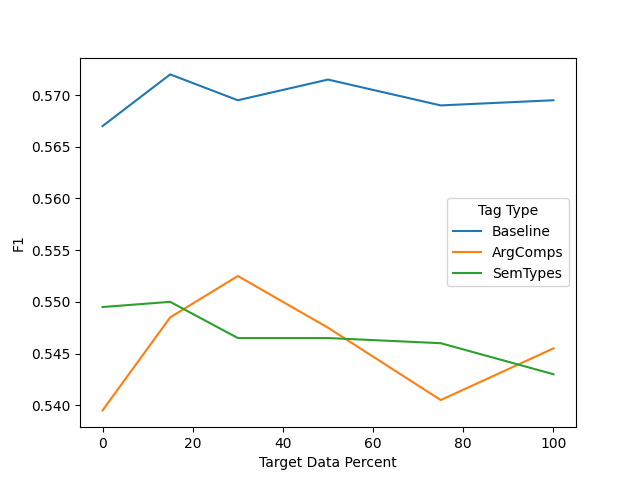 0.570
0.565
0.560
0.555
0.550
0.545
0.540
F1
Tag Type
Baseline
ArgComps
SemTypes
0 20 40 60 80 100
Target Data Percent